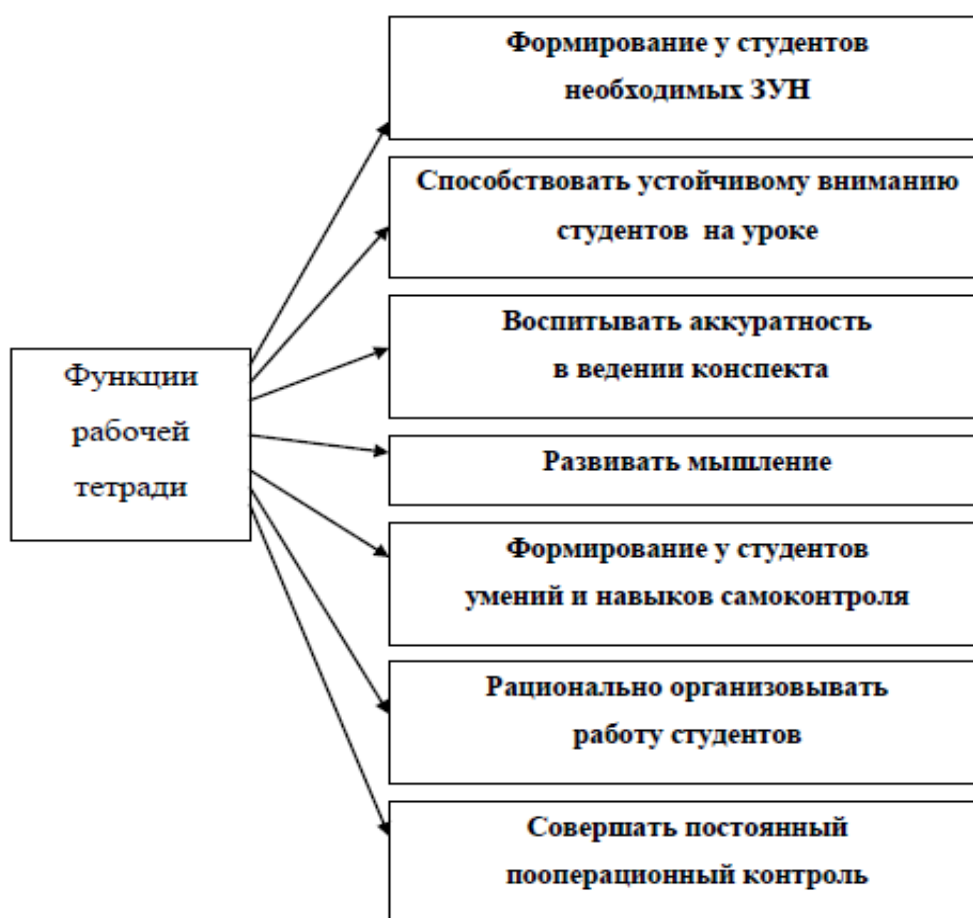 Функции
рабочей
тетради
Формирование у студентов
необходимых ЗУН
Способствовать устойчивому вниманию
студентов на уроке
Воспитывать аккуратность
в ведении конспекта
Развивать мышление
Формирование у студентов
умений и навыков самоконтроля
Рационально организовывать
работу студентов
Совершать постоянный
пооперационный контроль